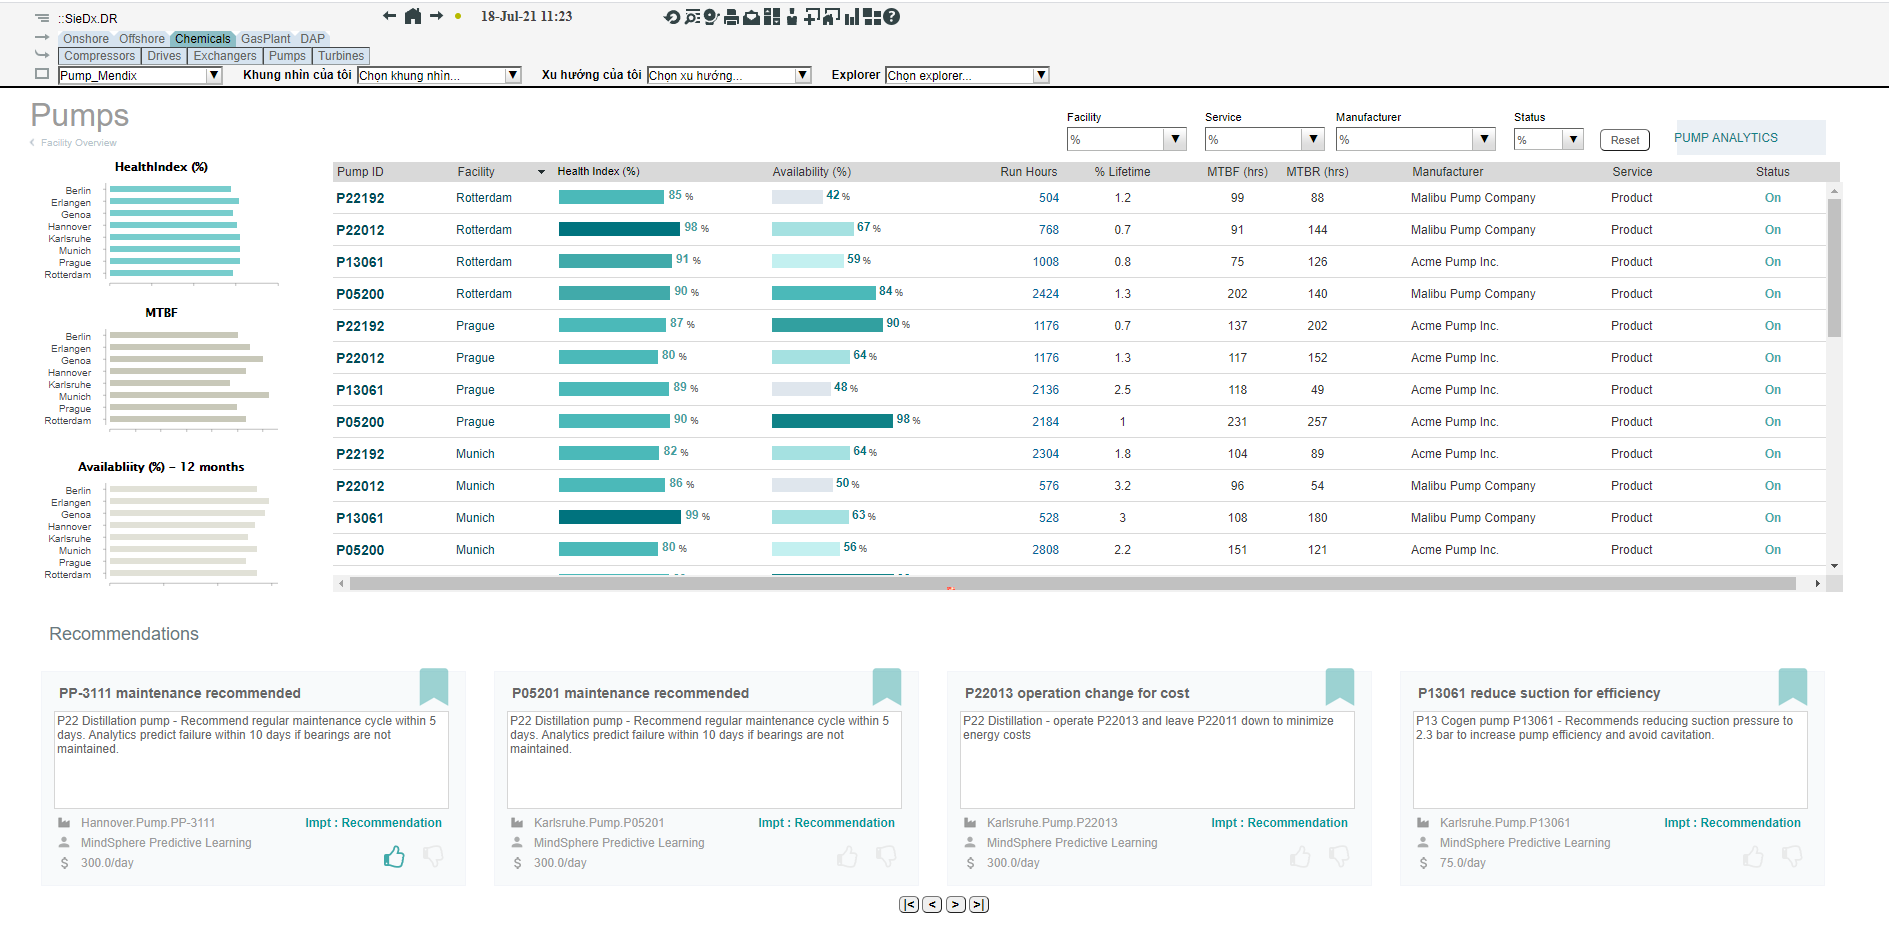 ::SieDx.DR
18-Jul-21 11:23
Onshore Offshore Chemicals GasPlant DAP
Compressors Drives Exchangers Pumps Turbines
Pump_Mendix Khung nhìn của tôi Chọn khung nhìn... Xu hướng của tôi Chọn xu hướng... Explorer Chọn explorer...
Pumps
Facility Overview
Facility Service Manufacturer Status
% % % % Reset PUMP ANALYTICS
HealthIndex (%)
Berlin
Erlangen
Genoa
Hannover
Karlsruhe
Munich
Prague
Rotterdam
MTBF
Berlin
Erlangen
Genoa
Hannover
Karlsruhe
Munich
Prague
Rotterdam
Availabliity (%) - 12 months
Berlin
Erlangen
Genoa
Hannover
Karlsruhe
Munich
Prague
Rotterdam
Pump ID Facility Health Index (%) Availability (%) Run Hours % Lifetime MTBF (hrs) MTBR (hrs) Manufacturer Service Status
P22192 Rotterdam 85 % 42 % 504 1.2 99 88 Malibu Pump Company Product On
P22012 Rotterdam 98 % 67 % 768 0.7 91 144 Malibu Pump Company Product On
P13061 Rotterdam 91 % 59 % 1008 0.8 75 126 Acme Pump Inc. Product On
P05200 Rotterdam 90 % 84 % 2424 1.3 202 140 Malibu Pump Company Product On
P22192 Prague 87 % 90 % 1176 0.7 137 202 Acme Pump Inc. Product On
P22012 Prague 80 % 64 % 1176 1.3 117 152 Acme Pump Inc. Product On
P13061 Prague 89 % 48 % 2136 2.5 118 49 Acme Pump Inc. Product On
P05200 Prague 90 % 98 % 2184 1 231 257 Acme Pump Inc. Product On
P22192 Munich 82 % 64 % 2304 1.8 104 89 Acme Pump Inc. Product On
P22012 Munich 86 % 50 % 576 3.2 96 54 Malibu Pump Company Product On
P13061 Munich 99 % 63 % 528 3 108 180 Malibu Pump Company Product On
P05200 Munich 80 % 56 % 2808 2.2 151 121 Acme Pump Inc. Product On
Recommendations
PP-3111 maintenance recommended
P22 Distillation pump - Recommend regular maintenance cycle within 5
days. Analytics predict failure within 10 days if bearings are not
maintained.
Hannover.Pump.PP-3111 Impt : Recommendation
MindSphere Predictive Learning
$ 300.0/day
P05201 maintenance recommended
P22 Distillation pump - Recommend regular maintenance cycle within 5
days. Analytics predict failure within 10 days if bearings are not
maintained.
Karlsruhe.Pump.P05201 Impt : Recommendation
MindSphere Predictive Learning
$ 300.0/day
P22013 operation change for cost
P22 Distillation - operate P22013 and leave P22011 down to minimize
energy costs
Karlsruhe.Pump.P22013 Impt : Recommendation
MindSphere Predictive Learning
$ 300.0/day
P13061 reduce suction for efficiency
P13 Cogen pump P13061 - Recommends reducing suction pressure to
2.3 bar to increase pump efficiency and avoid cavitation.
Karlsruhe.Pump.P13061 Impt : Recommendation
MindSphere Predictive Learning
$ 75.0/day
|< < > >|